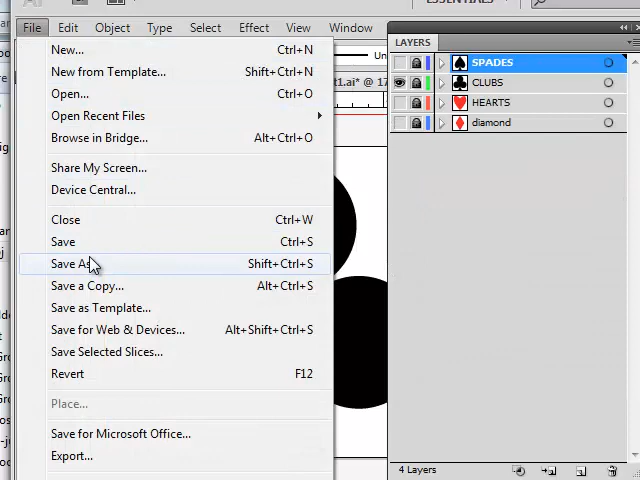 ESSENTIALS
File Edit Object Type Select Effect View Window
New... Ctrl+N
New from Template... Shift+Ctrl+N
Open... Ctrl+O
Open Recent Files
Browse in Bridge... Alt+Ctrl+O
Share My Screen...
Device Central...
Close Ctrl+W
Save Ctrl+S
Save As Shift+Ctrl+S
Save a Copy... Alt+Ctrl+S
Save as Template...
Save for Web & Devices... Alt+Shift+Ctrl+S
Save Selected Slices...
Revert F12
Place...
Save for Microsoft Office...
Export...
t1.ai* @ 17
LAYERS
SPADES
CLUBS
HEARTS
diamond
4 Layers